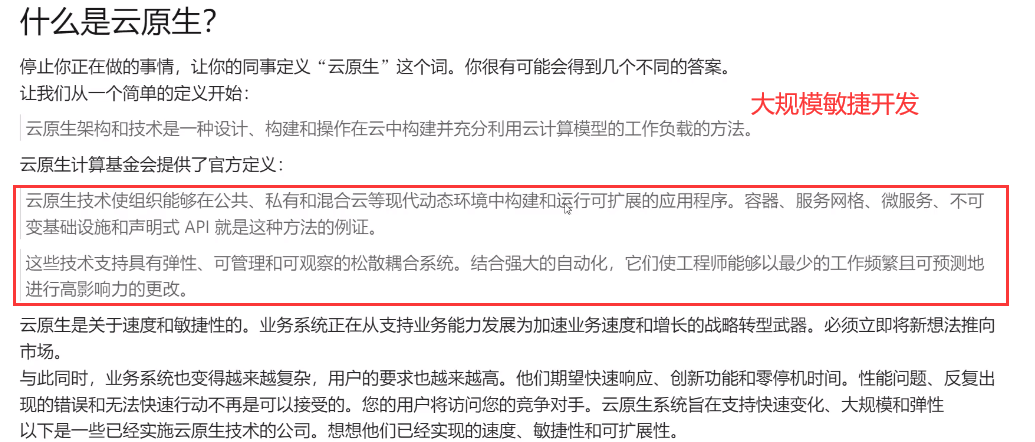 什么是云原生？
停止你正在做的事情，让你的同事定义“云原生”这个词。你很有可能会得到几个不同的答案。
让我们从一个简单的定义开始：
大规模敏捷开发
云原生架构和技术是一种设计、构建和操作在云中构建并充分利用云计算模型的工作负载的方法。
云原生计算基金会提供了官方定义：
云原生技术使组织能够在公共、私有和混合云等现代动态环境中构建和运行可扩展的应用程序。容器、服务网格、微服务、不可
变基础设施和声明式 API 就是这种方法的例证。
这些技术支持具有弹性、可管理和可观察的松散耦合系统。结合强大的自动化，它们使工程师能够以最少的工作频繁且可预测地
进行高影响力的更改。
云原生是关于速度和敏捷性的。业务系统正在从支持业务能力发展为加速业务速度和增长的战略转型武器。必须立即将新想法推向
市场。
与此同时，业务系统也变得越来越复杂，用户的要求也越来越高。他们期望快速响应、创新功能和零停机时间。性能问题、反复出
现的错误和无法快速行动不再是可以接受的。您的用户将访问您的竞争对手。云原生系统旨在支持快速变化、大规模和弹性
以下是一些已经实施云原生技术的公司。想想他们已经实现的速度、敏捷性和可扩展性。